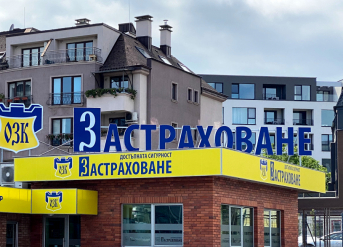 ОЗК
ЗАСТРАХОВАНЕ
ДОСТЪПНАТА СИГУРНОСТ
ОЗК ЗАСТРАХОВАНЕ
ЗАСТРАХОВАНЕ
ОЗК